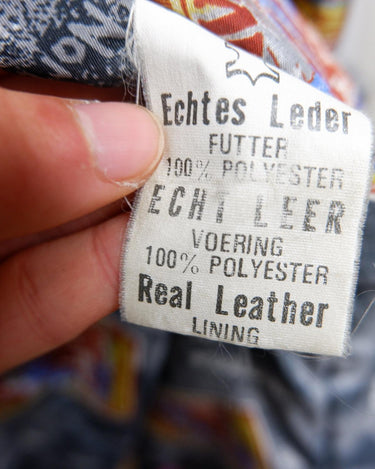 Echtes Leder
FUTTER
100% POLYESTER
ECHT LEER
VOERING
100% POLYESTER
Real Leather
LINING